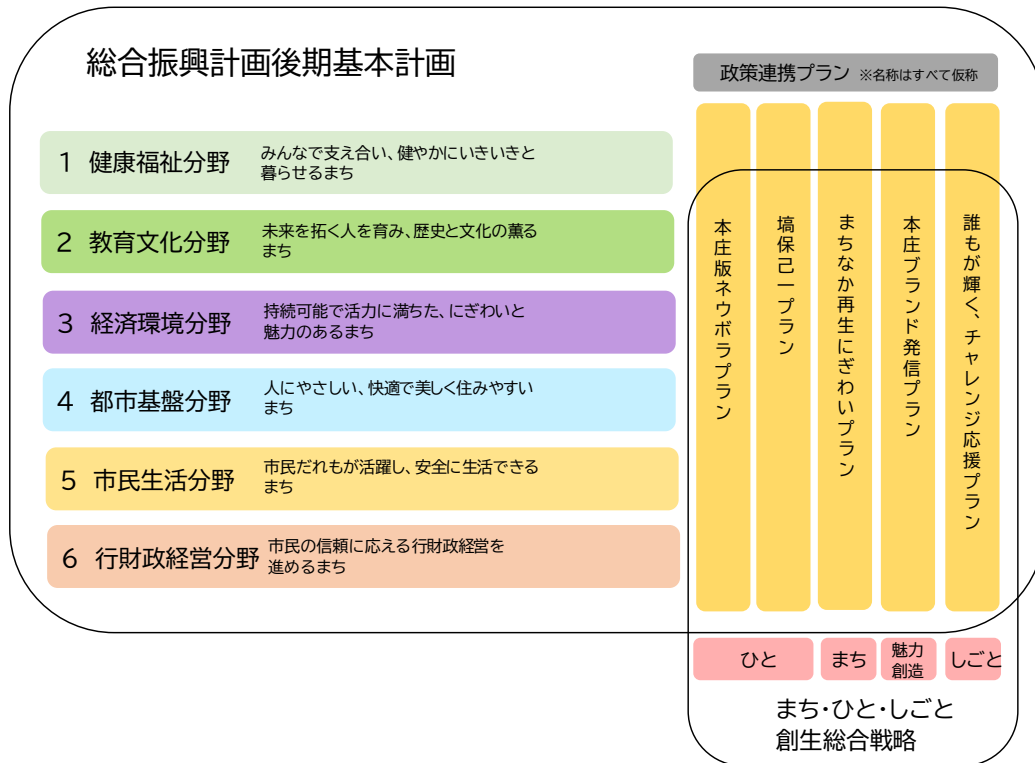 総合振興計画後期基本計画
政策連携プラン ※名称はすべて仮称
1 健康福祉分野
みんなで支え合い、健やかにいきいきと
暮らせるまち
2 教育文化分野
未来を拓く人を育み、歴史と文化の薫る
まち
3 経済環境分野
持続可能で活力に満ちた、にぎわいと
魅力のあるまち
4 都市基盤分野
人にやさしい、快適で美しく住みやすい
まち
5 市民生活分野
市民だれもが活躍し、安全に生活できる
まち
6 行財政経営分野
市民の信頼に応える行財政経営を
進めるまち
本庄版ネウボラプラン
塙保己一プラン
まちなか再生にぎわいプラン
本庄ブランド発信プラン
誰もが輝く、チャレンジ応援プラン
ひと
まち
魅力
創造
しごと
まち・ひと・しごと
創生総合戦略